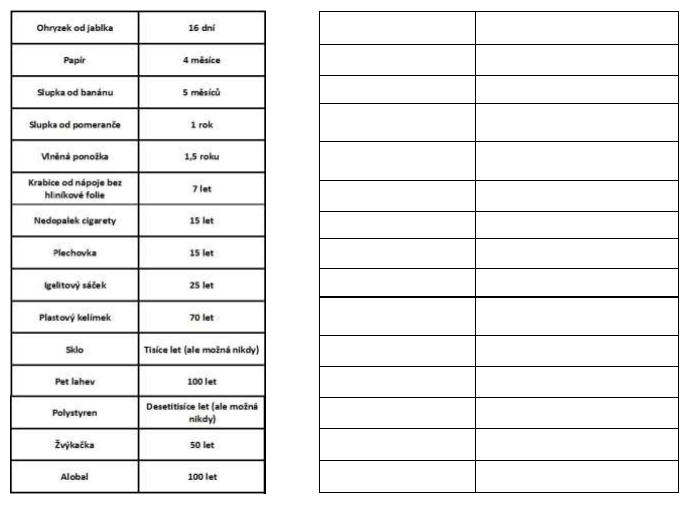 Ohryzek od jablka 16 dní
Papír 4 měsíce
Slupka od banánu 5 měsíců
Slupka od pomeranče 1 rok
Vlněná ponožka 1,5 roku
Krabice od nápoje bez
hliníkové folie 7 let
Nedopalek cigarety 15 let
Plechovka 15 let
Igelitový sáček 25 let
Plastový kelímek 70 let
Sklo Tisíce let (ale možná nikdy)
Pet lahev 100 let
Polystyren Desetitisíce let (ale možná
nikdy)
Žvýkačka 50 let
Alobal 100 let